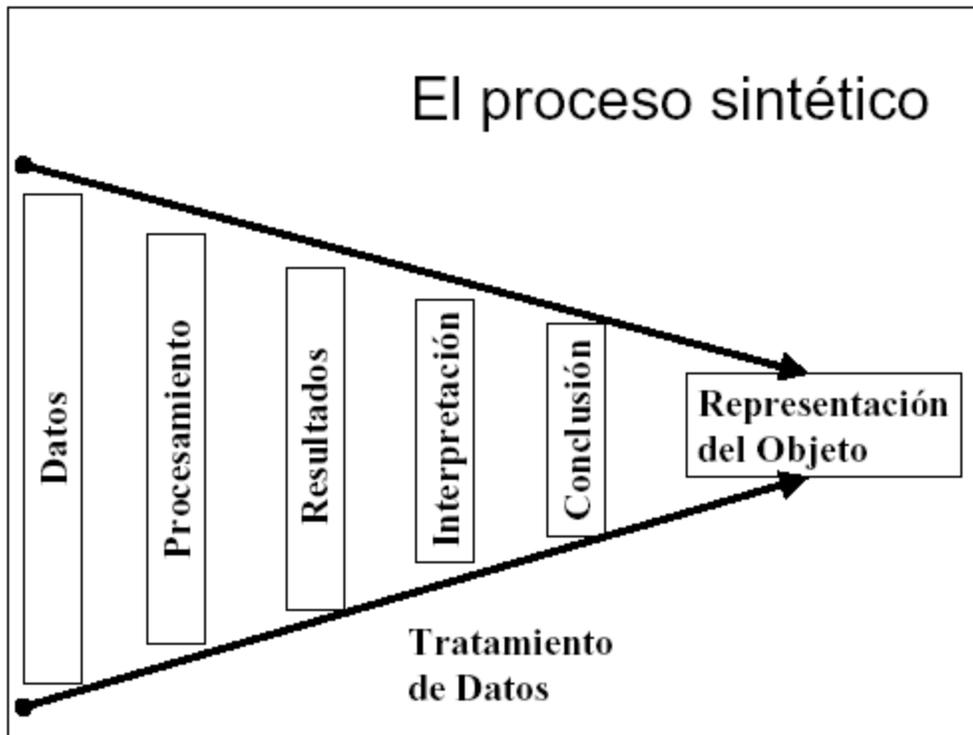 El proceso sintético
Datos
Procesamiento
Resultados
Interpretación
Conclusión
Representación
del Objeto
Tratamiento
de Datos